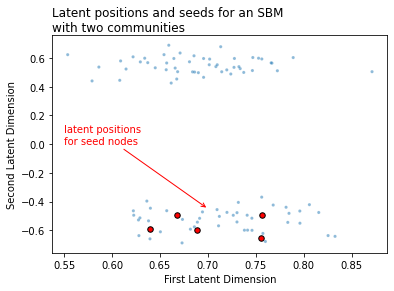 Latent positions and seeds for an SBM
with two communities
Second Latent Dimension
0.6
0.4
0.2
0.0
−0.2
−0.4
−0.6
latent positions
for seed nodes
0.55
0.60
0.65
0.70
0.75
0.80
0.85
First Latent Dimension